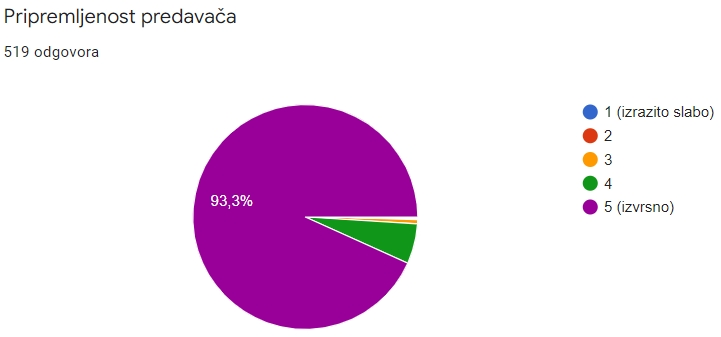 Pripremljenost predavača
519 odgovora
93,3%
1 (izrazito slabo)
2
3
4
5 (izvrsno)